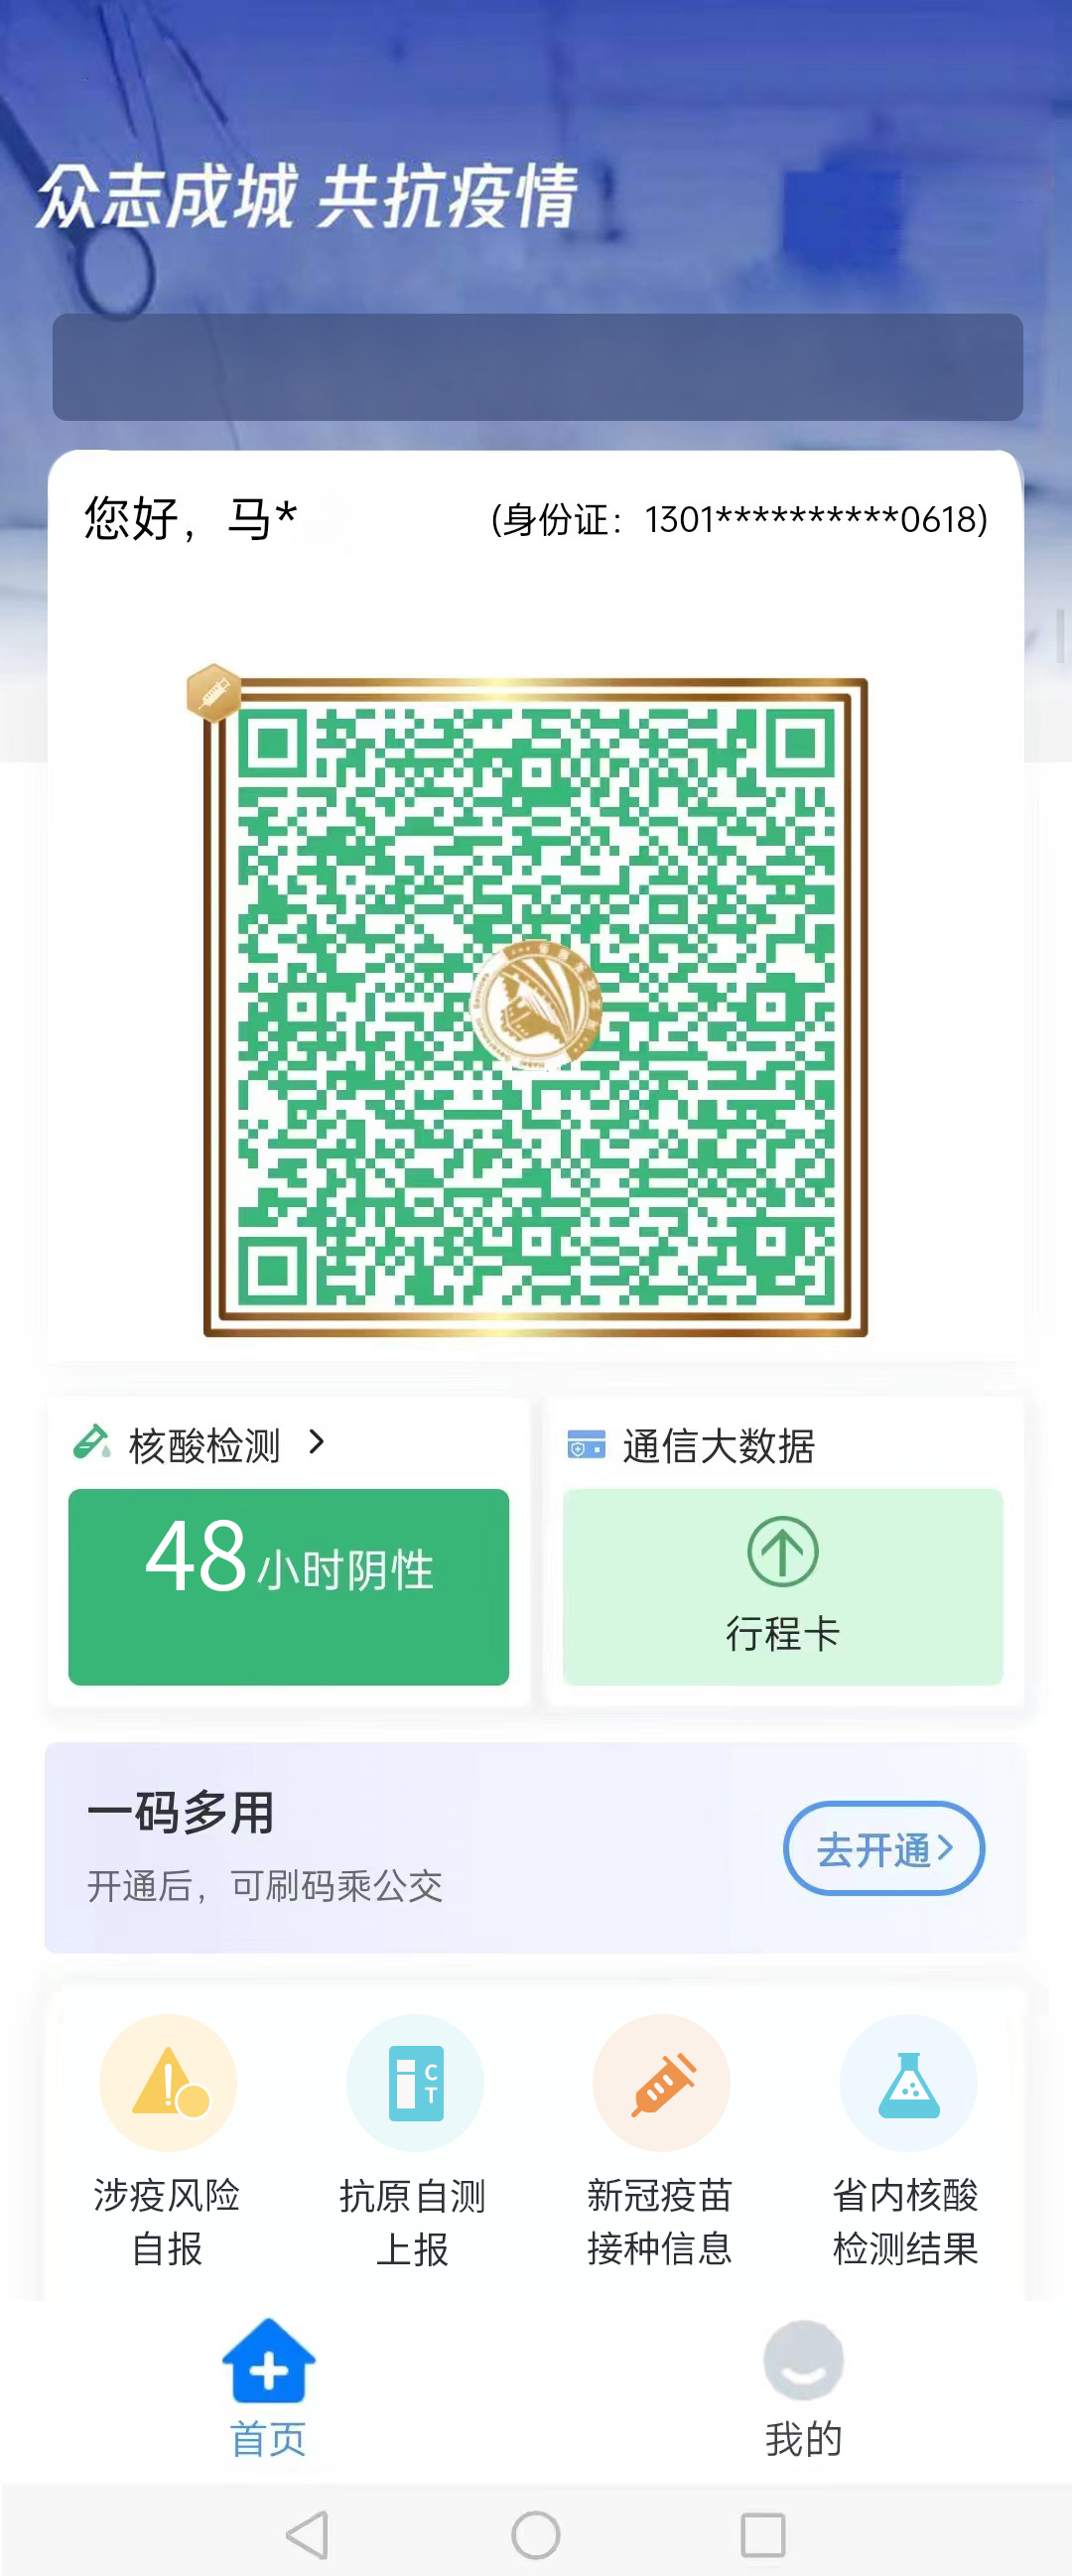 众志成城 共抗疫情
您好，马*
(身份证：1301**********0618)
核酸检测
通信大数据
48小时阴性
行程卡
一码多用
开通后，可刷码乘公交
去开通
CT
涉疫风险
自报
抗原自测
上报
新冠疫苗
接种信息
省内核酸
检测结果
首页
我的